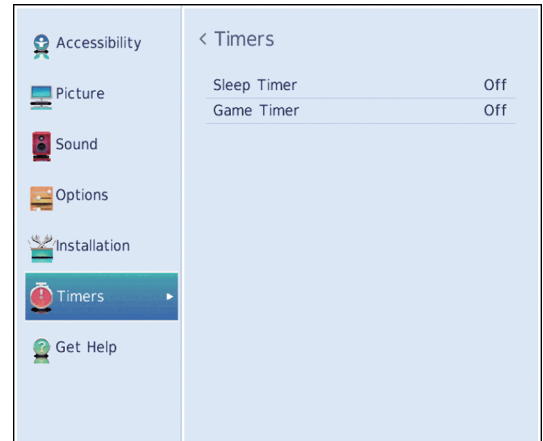 Accessibility
Picture
Sound
Options
Installation
Timers
Get Help
< Timers
Sleep Timer Off
Game Timer Off